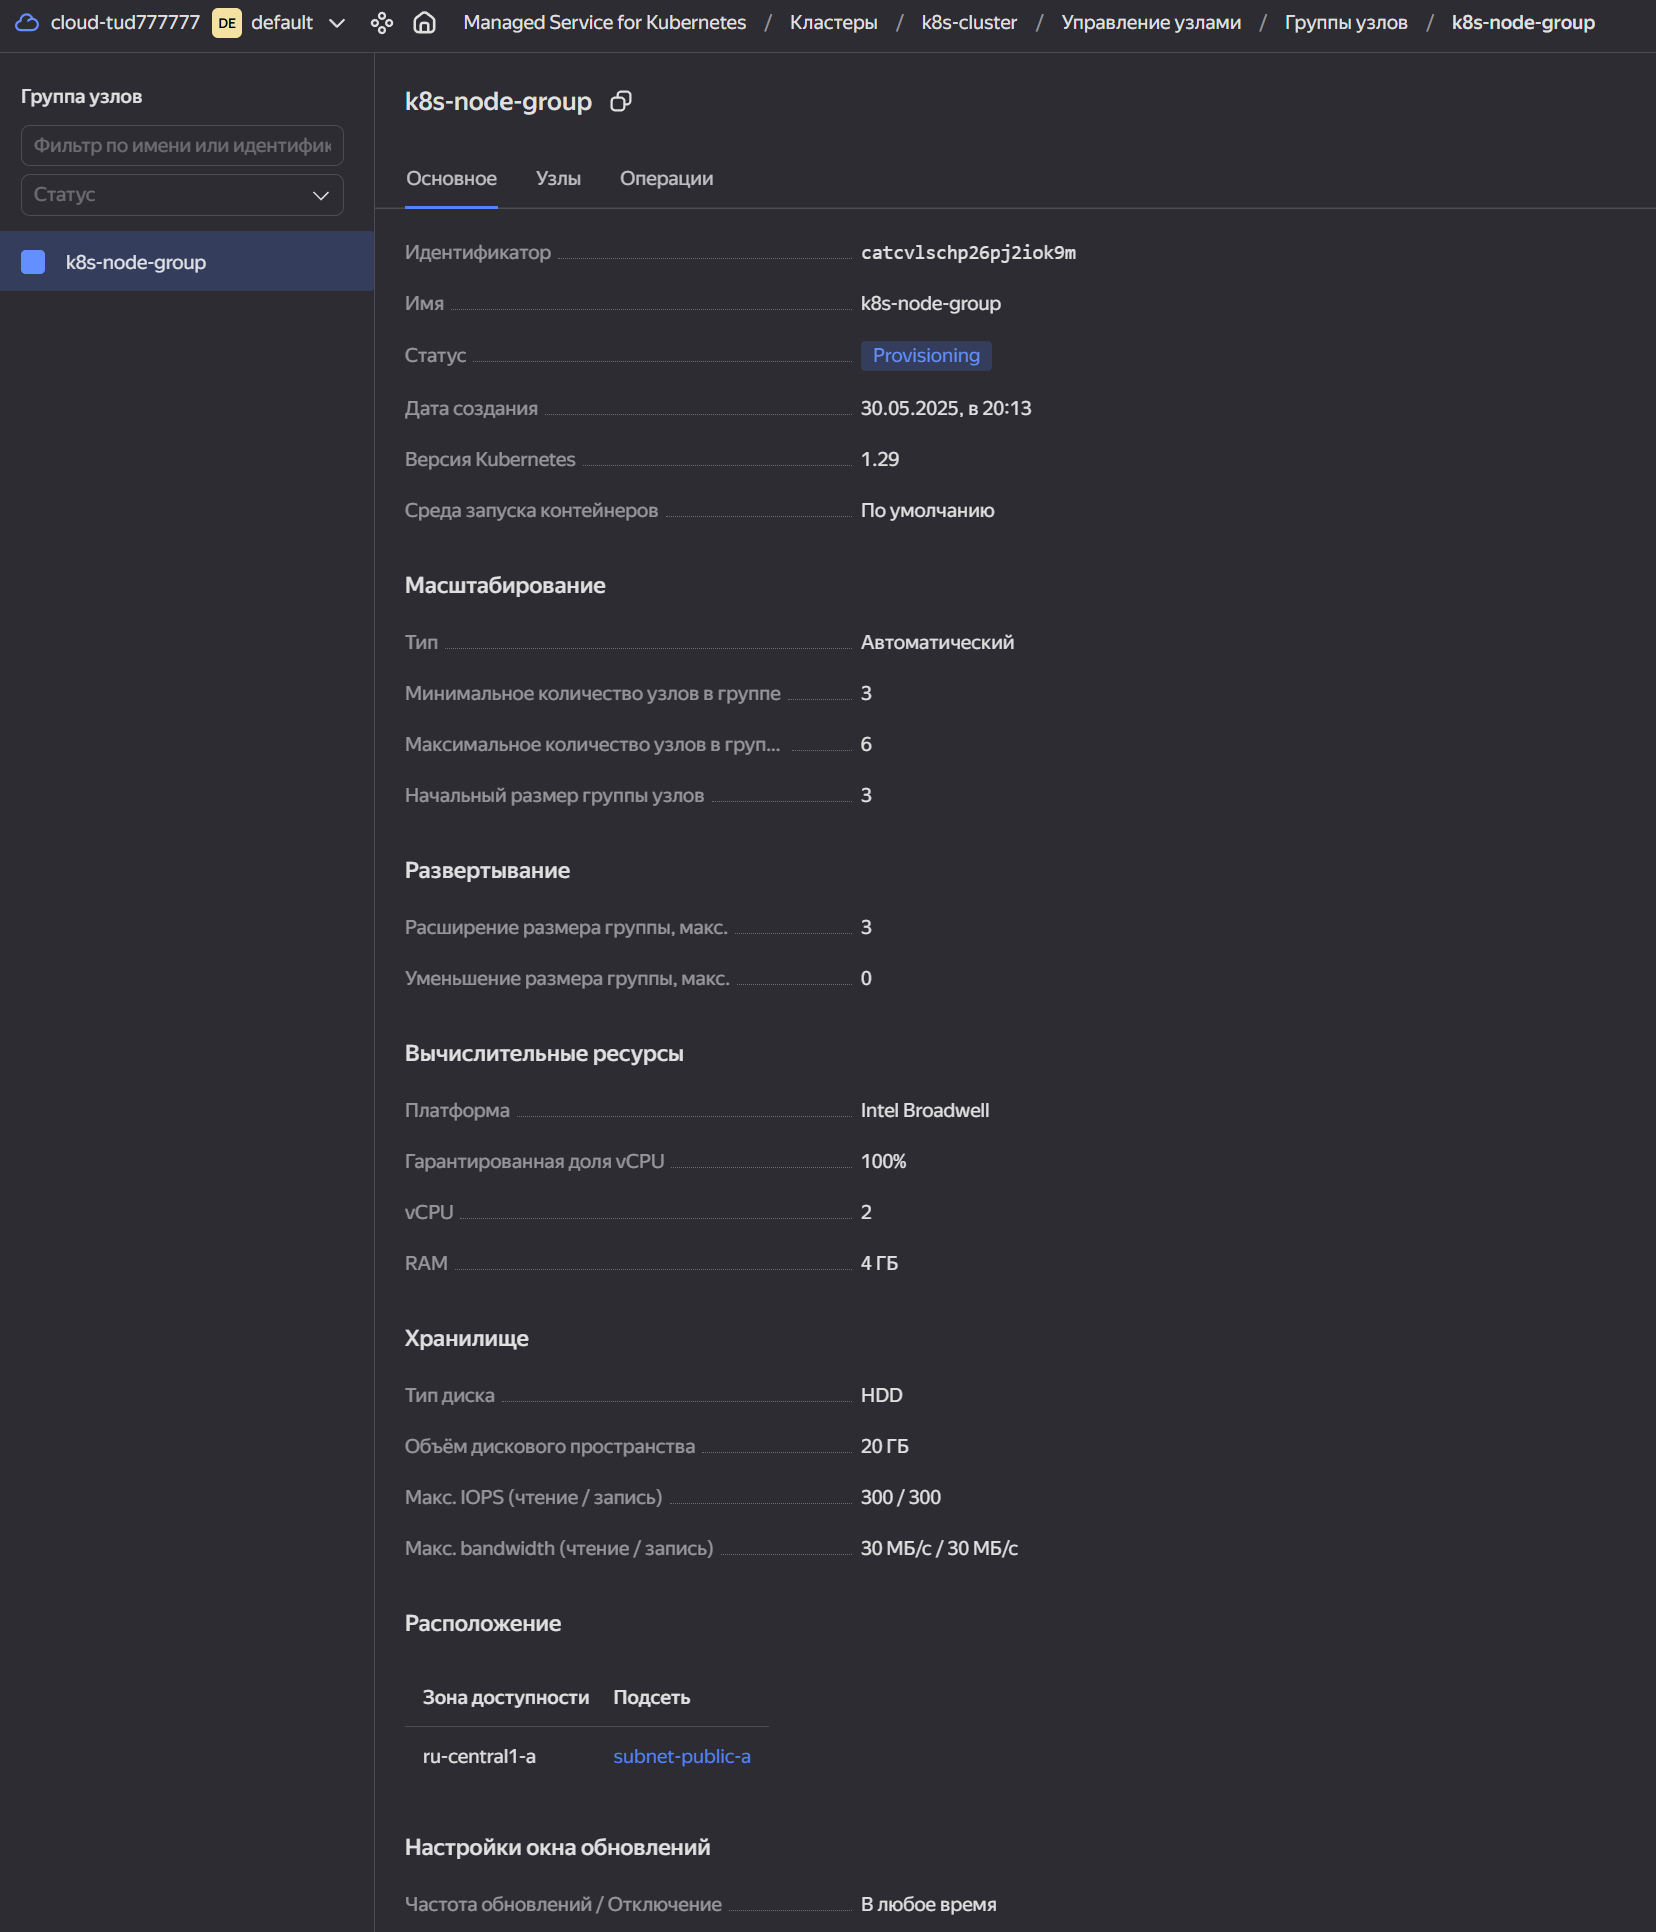 cloud-tud777777 DE default Managed Service for Kubernetes / Кластеры / k8s-cluster / Управление узлами / Группы узлов / k8s-node-group
Группа узлов
Фильтр по имени или идентифик
Статус
k8s-node-group
k8s-node-group
Основное Узлы Операции
Идентификатор catcvlschp26pj2iok9m
Имя k8s-node-group
Статус Provisioning
Дата создания 30.05.2025, в 20:13
Версия Kubernetes 1.29
Среда запуска контейнеров По умолчанию
Масштабирование
Тип Автоматический
Минимальное количество узлов в группе 3
Максимальное количество узлов в груп... 6
Начальный размер группы узлов 3
Развертывание
Расширение размера группы, макс. 3
Уменьшение размера группы, макс. 0
Вычислительные ресурсы
Платформа Intel Broadwell
Гарантированная доля vCPU 100%
vCPU 2
RAM 4 ГБ
Хранилище
Тип диска HDD
Объём дискового пространства 20 ГБ
Макс. IOPS (чтение / запись) 300 / 300
Макс. bandwidth (чтение / запись) 30 МБ/с / 30 МБ/с
Расположение
Зона доступности Подсеть
ru-central1-a subnet-public-a
Настройки окна обновлений
Частота обновлений / Отключение В любое время